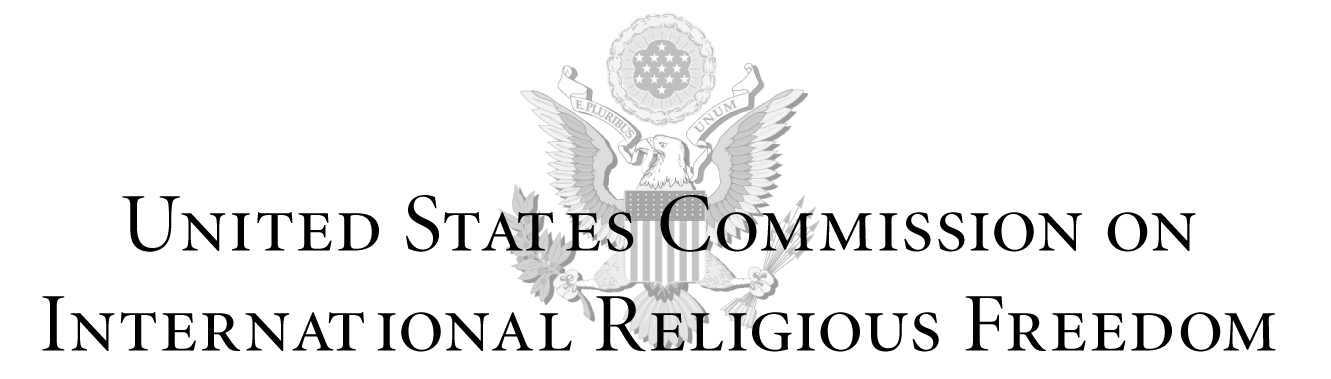 E PLURIBUS UNUM
United States Commission on
International Religious Freedom